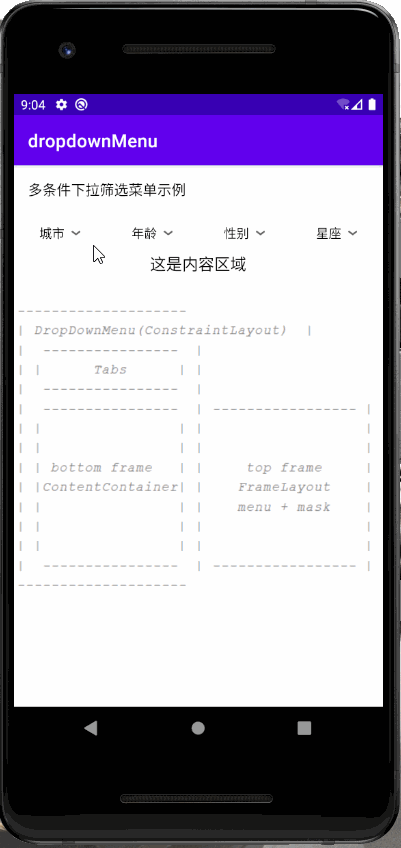 9:04
dropdownMenu
多条件下拉筛选菜单示例
城市 年龄 性别 星座
这是内容区域
--------------------
| DropDownMenu(ConstraintLayout)  |
|  ----------------  |
| |      Tabs      | |
|  ----------------  |
|  ----------------  | ----------------- |
| |                | |                   |
| |                | |                   |
| | bottom frame   | |     top frame     |
| |ContentContainer| |    FrameLayout    |
| |                | |    menu + mask    |
| |                | |                   |
| |                | |                   |
|  ----------------  | ----------------- |
--------------------